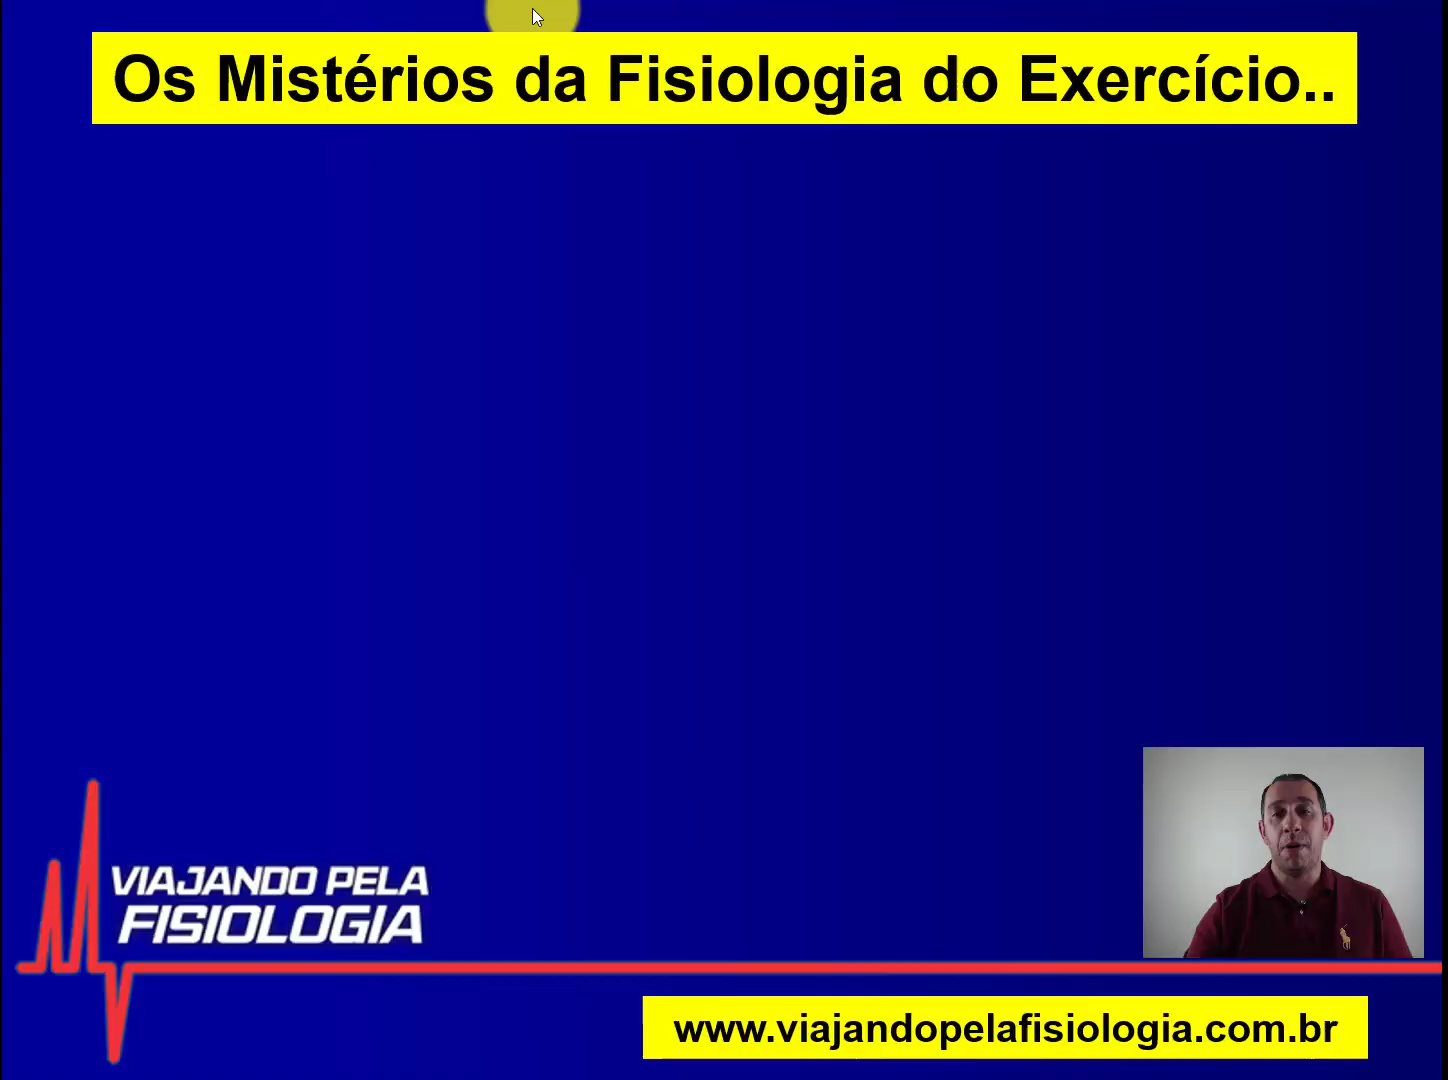 Os Mistérios da Fisiologia do Exercício..
VIAJANDO PELA
FISIOLOGIA
www.viajandopelafisiologia.com.br